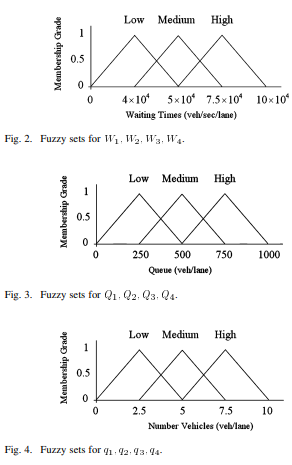 Low Medium High
Membership Grade
1
0.5
0
0 4×10⁴ 5×10⁴ 7.5×10⁴ 10×10⁴
Waiting Times (veh/sec/lane)
Fig. 2. Fuzzy sets for W₁, W₂, W₃, W₄.
Low Medium High
Membership Grade
1
0.5
0
0 250 500 750 1000
Queue (veh/lane)
Fig. 3. Fuzzy sets for Q₁, Q₂, Q₃, Q₄.
Low Medium High
Membership Grade
1
0.5
0
0 2.5 5 7.5 10
Number Vehicles (veh/lane)
Fig. 4. Fuzzy sets for q₁, q₂, q₃, q₄.